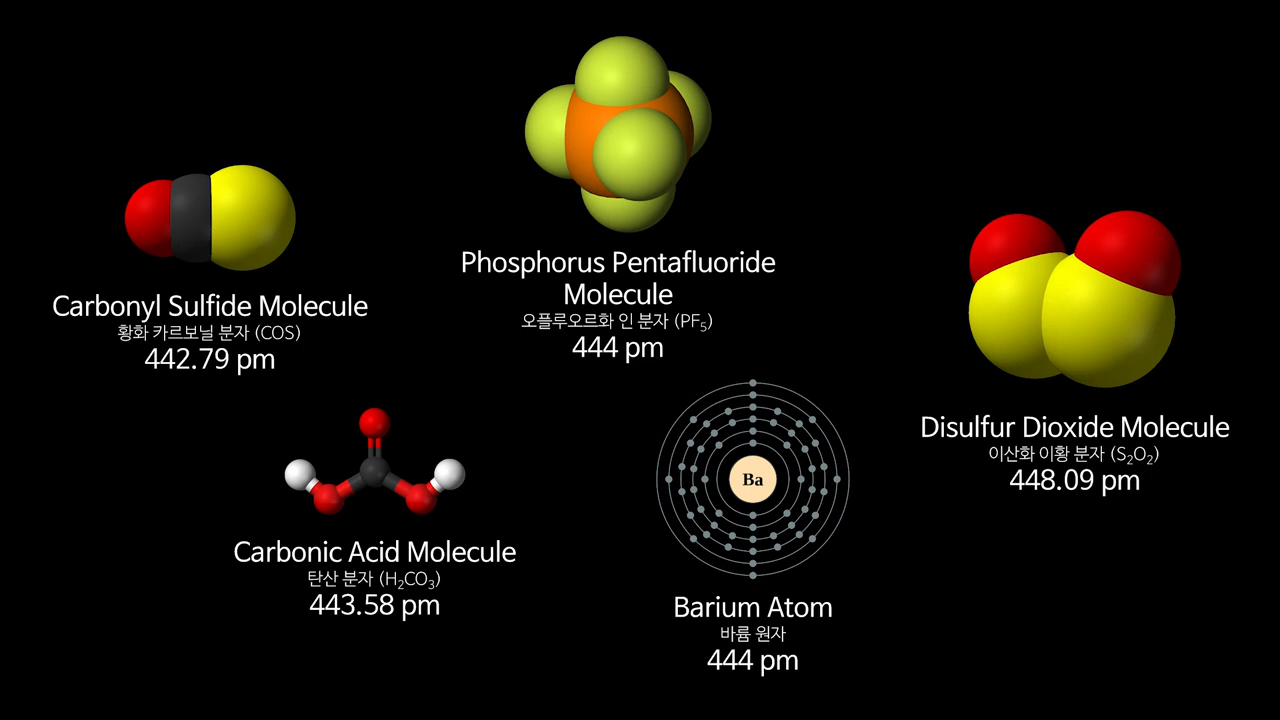 Carbonyl Sulfide Molecule
황화 카르보닐 분자 (COS)
442.79 pm
Phosphorus Pentafluoride
Molecule
오플루오르화 인 분자 (PF₅)
444 pm
Disulfur Dioxide Molecule
이산화 이황 분자 (S₂O₂)
448.09 pm
Carbonic Acid Molecule
탄산 분자 (H₂CO₃)
443.58 pm
Ba
Barium Atom
바륨 원자
444 pm